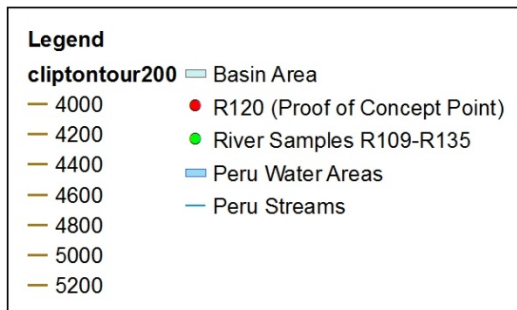 Legend
cliptontour200
4000
4200
4400
4600
4800
5000
5200
Basin Area
R120 (Proof of Concept Point)
River Samples R109-R135
Peru Water Areas
Peru Streams